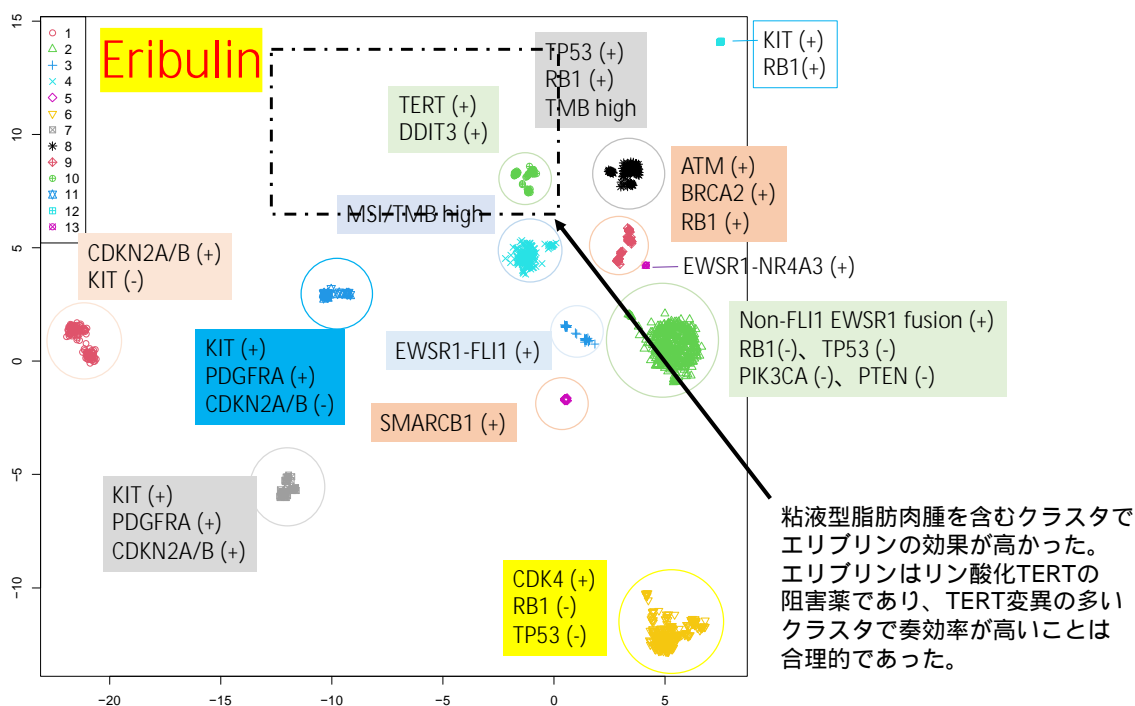 15
10
5
0
−5
−10
−20
−15
−10
−5
0
5
1
2
3
4
5
6
7
8
9
10
11
12
13
Eribulin
TP53 (+)
RB1 (+)
TMB high
KIT (+)
RB1(+)
TERT (+)
DDIT3 (+)
ATM (+)
BRCA2 (+)
RB1 (+)
MSI/TMB high
CDKN2A/B (+)
KIT (-)
EWSR1-NR4A3 (+)
KIT (+)
PDGFRA (+)
CDKN2A/B (-)
EWSR1-FLI1 (+)
Non-FLI1 EWSR1 fusion (+)
RB1(-)、TP53 (-)
PIK3CA (-)、PTEN (-)
SMARCB1 (+)
KIT (+)
PDGFRA (+)
CDKN2A/B (+)
CDK4 (+)
RB1 (-)
TP53 (-)
粘液型脂肪肉腫を含むクラスタで
エリブリンの効果が高かった。
エリブリンはリン酸化TERTの
阻害薬であり、TERT変異の多い
クラスタで奏効率が高いことは
合理的であった。